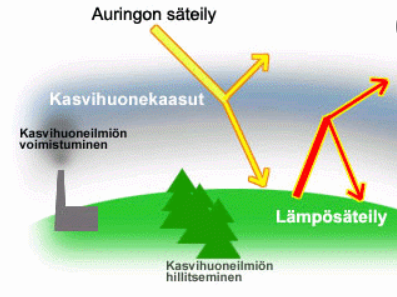 Auringon säteily
Kasvihuonekaasut
Kasvihuoneilmiön
voimistuminen
Lämpösäteily
Kasvihuoneilmiön
hillitseminen